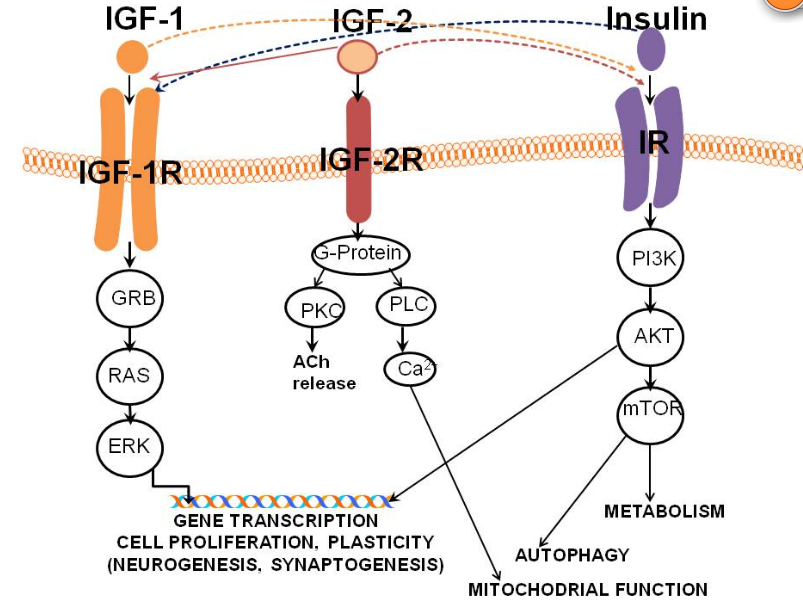 IGF-1
IGF-2
Insulin
IGF-1R
IGF-2R
IR
G-Protein
PI3K
GRB
PKC
PLC
AKT
RAS
ACh
release
Ca²⁺
mTOR
ERK
GENE TRANSCRIPTION
CELL PROLIFERATION, PLASTICITY
(NEUROGENESIS, SYNAPTOGENESIS)
METABOLISM
AUTOPHAGY
MITOCHODRIAL FUNCTION